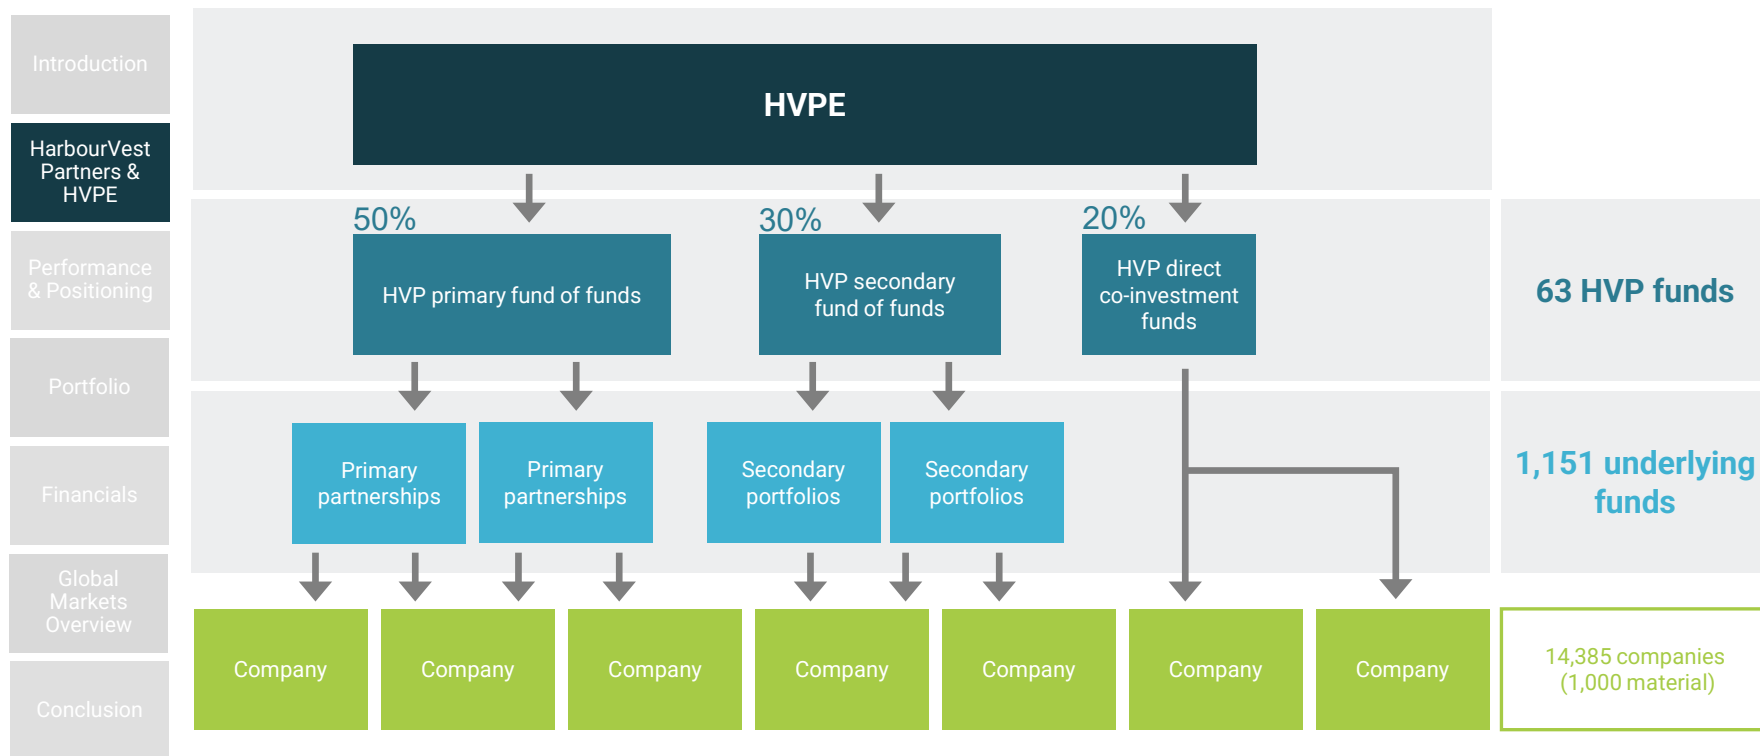 Introduction
HarbourVest
Partners &
HVPE
Performance
& Positioning
Portfolio
Financials
Global
Markets
Overview
Conclusion
HVPE
50%
30%
20%
HVP primary fund of funds
HVP secondary
fund of funds
HVP direct
co-investment
funds
63 HVP funds
Primary
partnerships
Primary
partnerships
Secondary
portfolios
Secondary
portfolios
1,151 underlying
funds
Company
Company
Company
Company
Company
Company
Company
14,385 companies
(1,000 material)